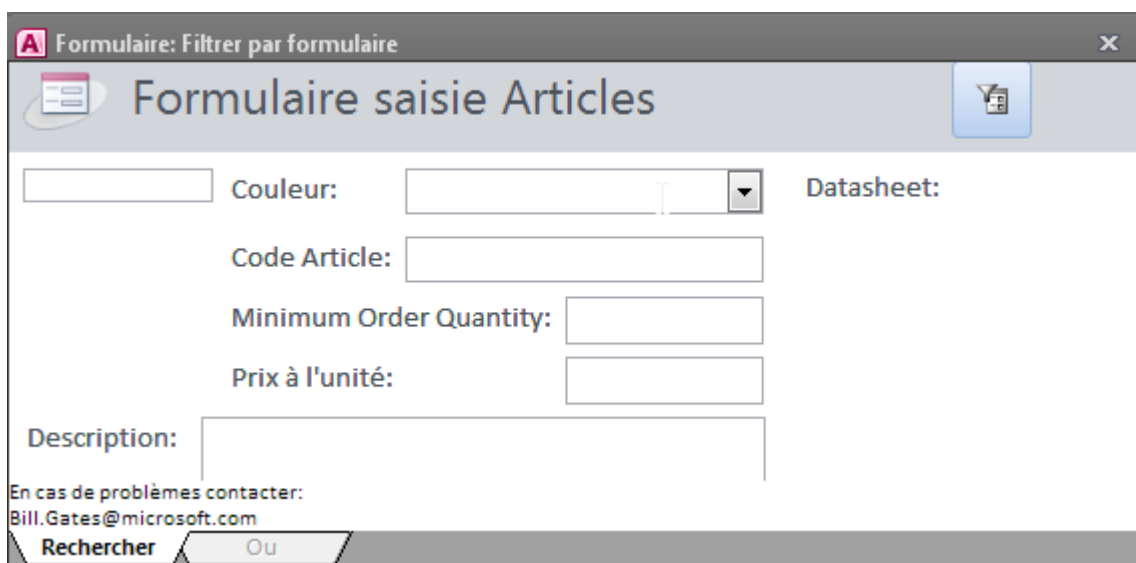 Formulaire: Filtrer par formulaire
Formulaire saisie Articles
Couleur: Datasheet:
Code Article:
Minimum Order Quantity:
Prix à l'unité:
Description:
En cas de problèmes contacter:
Bill.Gates@microsoft.com
Rechercher Ou